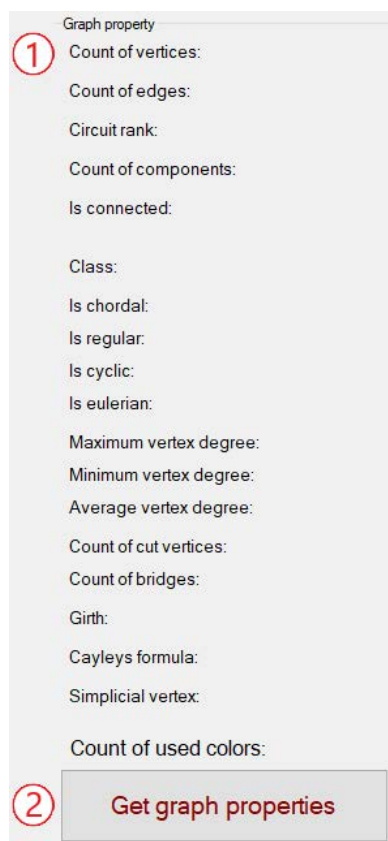 Graph property
① Count of vertices:
Count of edges:
Circuit rank:
Count of components:
Is connected:
Class:
Is chordal:
Is regular:
Is cyclic:
Is eulerian:
Maximum vertex degree:
Minimum vertex degree:
Average vertex degree:
Count of cut vertices:
Count of bridges:
Girth:
Cayleys formula:
Simplicial vertex:
Count of used colors:
② Get graph properties